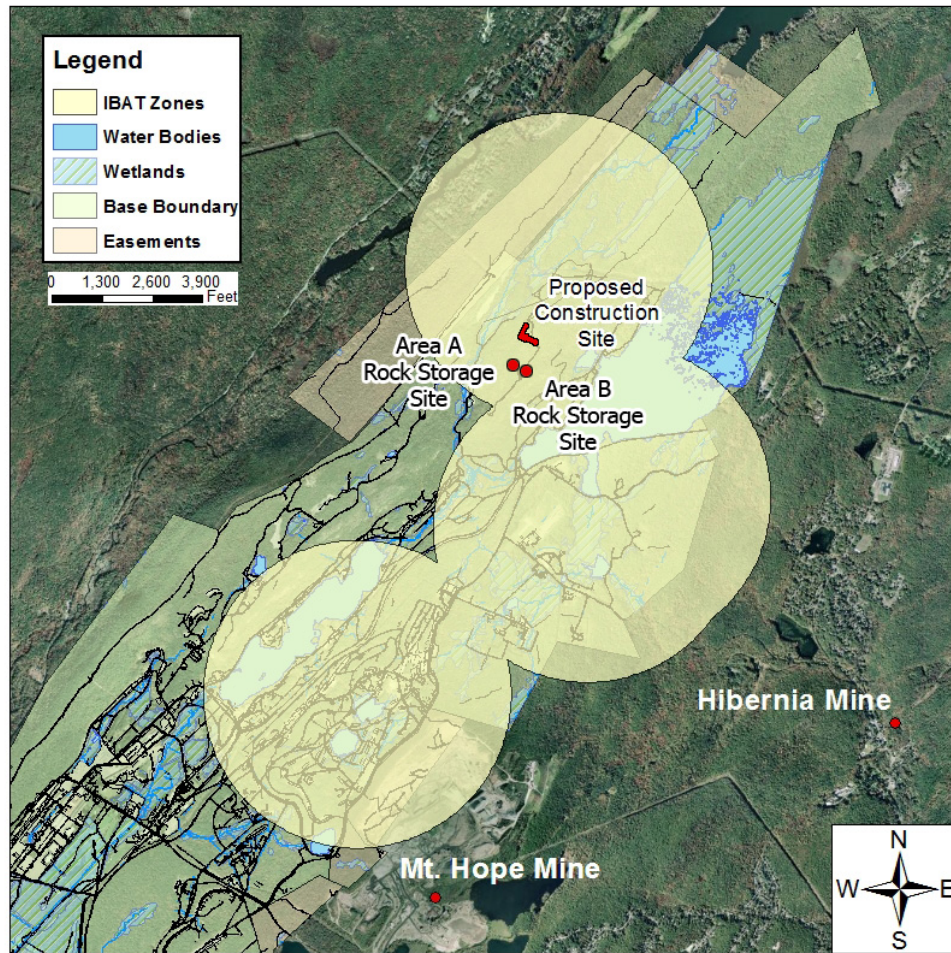 Legend
IBAT Zones
Water Bodies
Wetlands
Base Boundary
Easements
0 1,300 2,600 3,900
Feet
Proposed
Construction
Site
Area A
Rock Storage
Site
Area B
Rock Storage
Site
Hibernia Mine
Mt. Hope Mine
N
W E
S